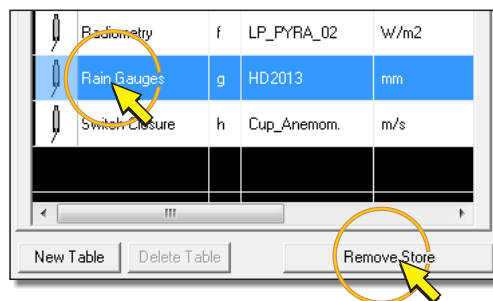 Radiometry f LP_PYRA_02 W/m2
Rain Gauges g HD2013 mm
Switch Closure h Cup_Anemom. m/s
New Table Delete Table Remove Store